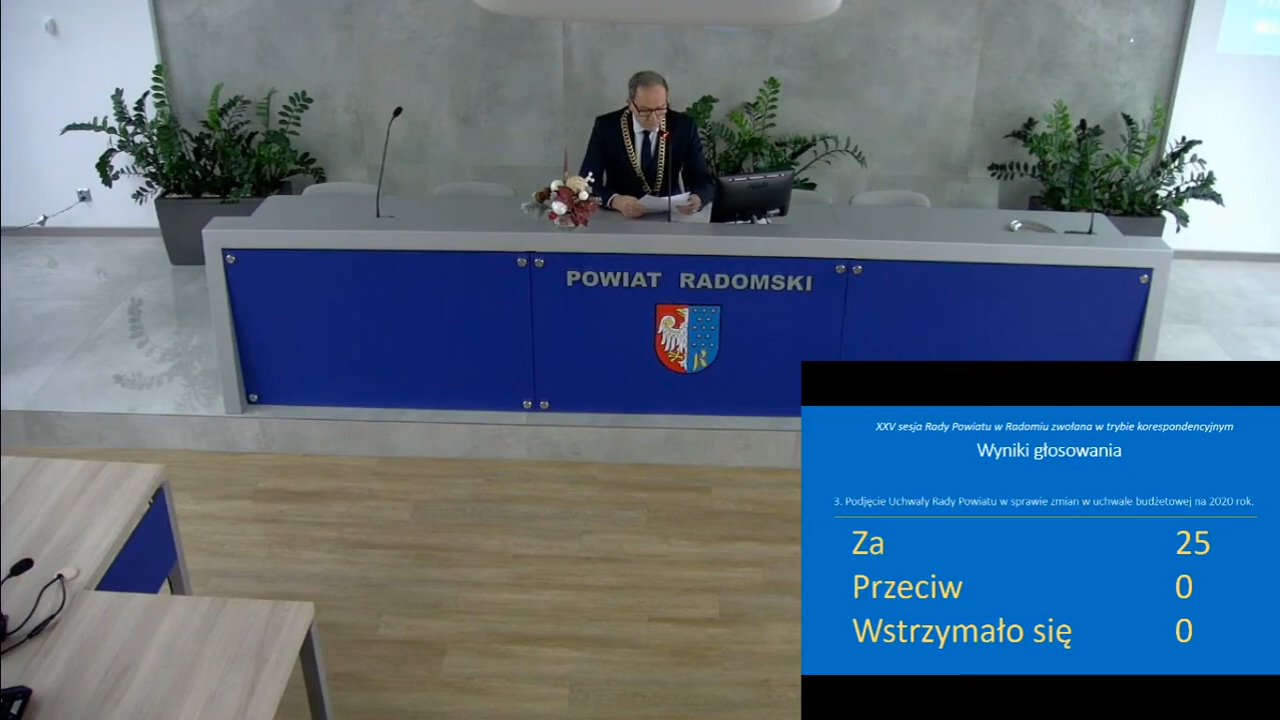 POWIAT RADOMSKI
XXV sesja Rady Powiatu w Radomiu zwołana w trybie korespondencyjnym
Wyniki głosowania
3. Podjęcie Uchwały Rady Powiatu w sprawie zmian w uchwale budżetowej na 2020 rok.
Za 25
Przeciw 0
Wstrzymało się 0